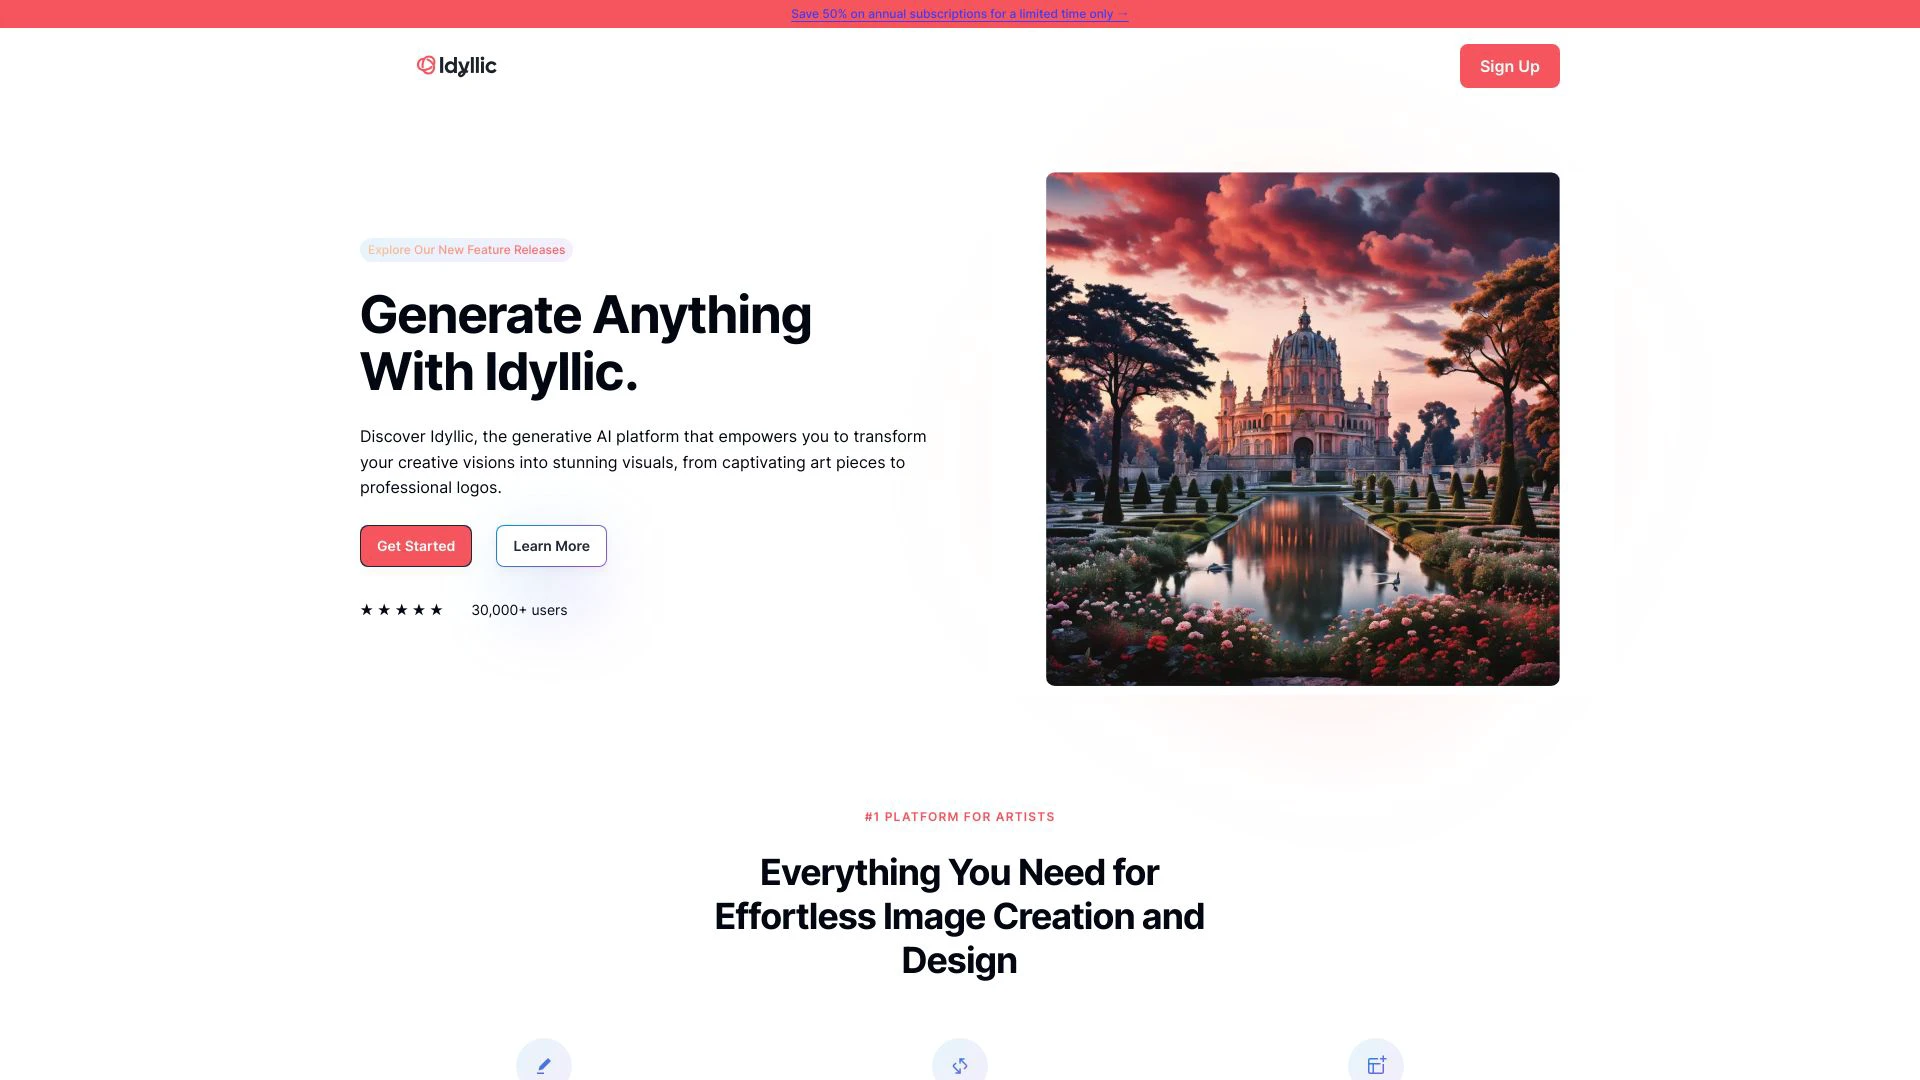 Save 50% on annual subscriptions for a limited time only →
Idyllic
Sign Up
Explore Our New Feature Releases
Generate Anything
With Idyllic.
Discover Idyllic, the generative AI platform that empowers you to transform
your creative visions into stunning visuals, from captivating art pieces to
professional logos.
Get Started
Learn More
★ ★ ★ ★ ★ 30,000+ users
#1 PLATFORM FOR ARTISTS
Everything You Need for
Effortless Image Creation and
Design